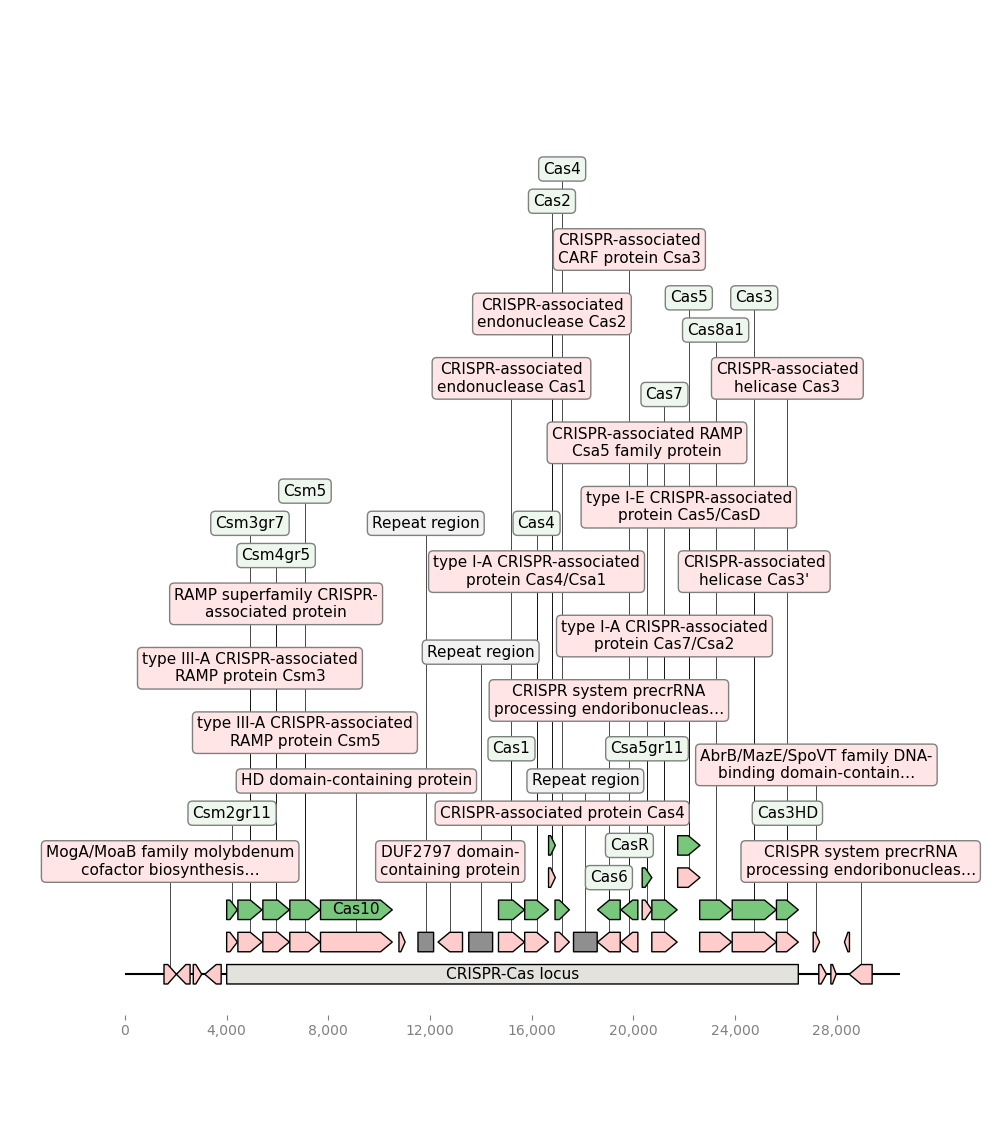 Cas4
Cas2
CRISPR-associated
CARF protein Csa3
Cas5
Cas3
CRISPR-associated
endonuclease Cas2
Cas8a1
CRISPR-associated
endonuclease Cas1
CRISPR-associated
helicase Cas3
Cas7
CRISPR-associated RAMP
Csa5 family protein
Csm5
type I-E CRISPR-associated
protein Cas5/CasD
Csm3gr7
Repeat region
Cas4
Csm4gr5
type I-A CRISPR-associated
protein Cas4/Csa1
CRISPR-associated
helicase Cas3'
RAMP superfamily CRISPR-
associated protein
type I-A CRISPR-associated
protein Cas7/Csa2
Repeat region
type III-A CRISPR-associated
RAMP protein Csm3
CRISPR system precrRNA
processing endoribonucleas...
type III-A CRISPR-associated
RAMP protein Csm5
Cas1
Csa5gr11
AbrB/MazE/SpoVT family DNA-
binding domain-contain...
HD domain-containing protein
Repeat region
Csm2gr11
CRISPR-associated protein Cas4
Cas3HD
CasR
MogA/MoaB family molybdenum
cofactor biosynthesis...
DUF2797 domain-
containing protein
CRISPR system precrRNA
processing endoribonucleas...
Cas6
Cas10
CRISPR-Cas locus
0
4,000
8,000
12,000
16,000
20,000
24,000
28,000